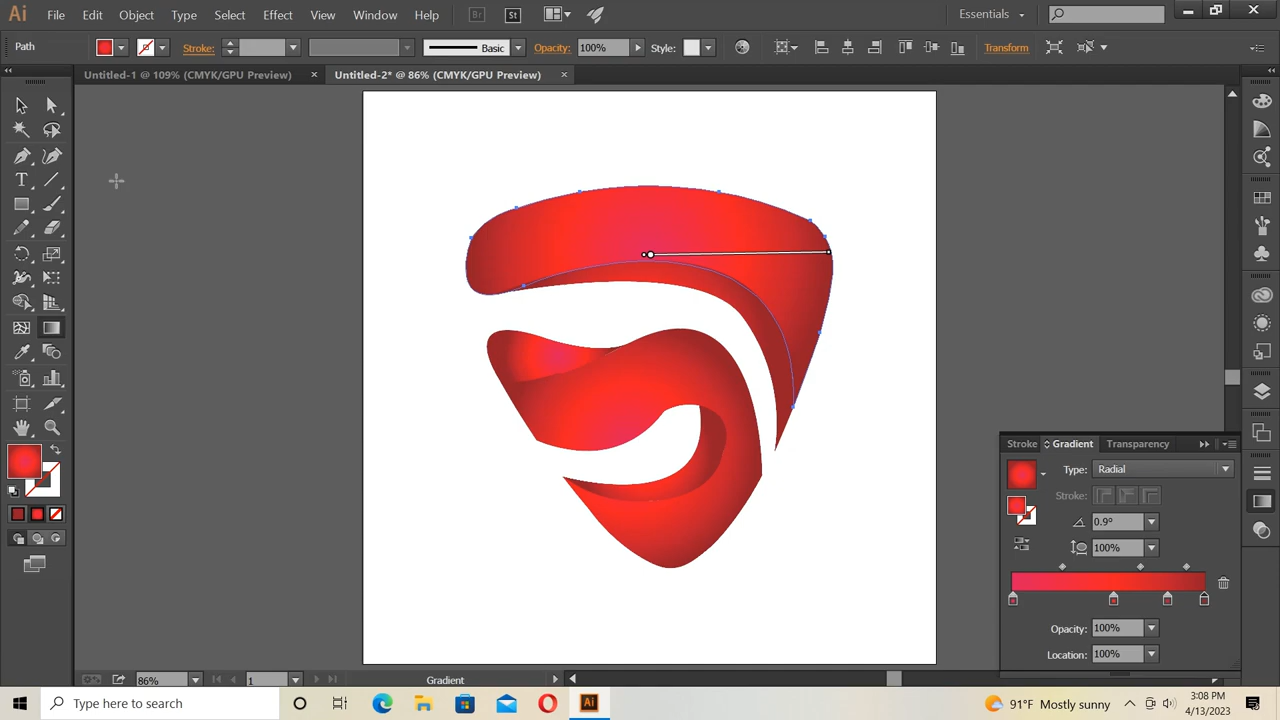 Ai File Edit Object Type Select Effect View Window Help Br St Essentials
Path Stroke: Basic Opacity: 100% Style: Transform
Untitled-1 @ 109% (CMYK/GPU Preview) × Untitled-2* @ 86% (CMYK/GPU Preview) ×
T
Stroke Gradient Transparency
Type: Radial
Stroke:
0.9°
100%
Opacity: 100%
Location: 100%
86% 1 Gradient
Type here to search Ai 91°F Mostly sunny 3:08 PM
4/13/2023